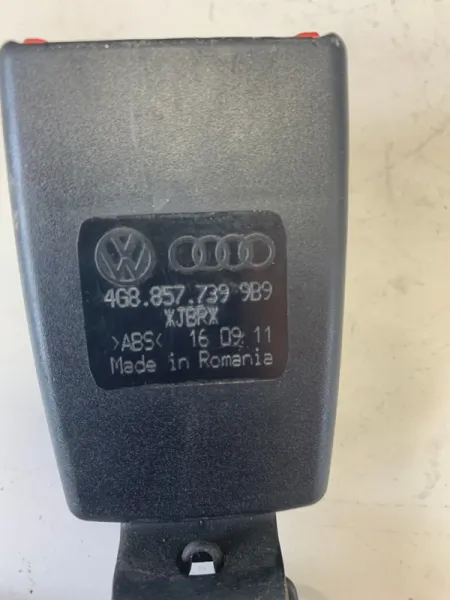 4G8.857.739 9B9
XJBRX
>ABS< 16 09 11
Made in Romania